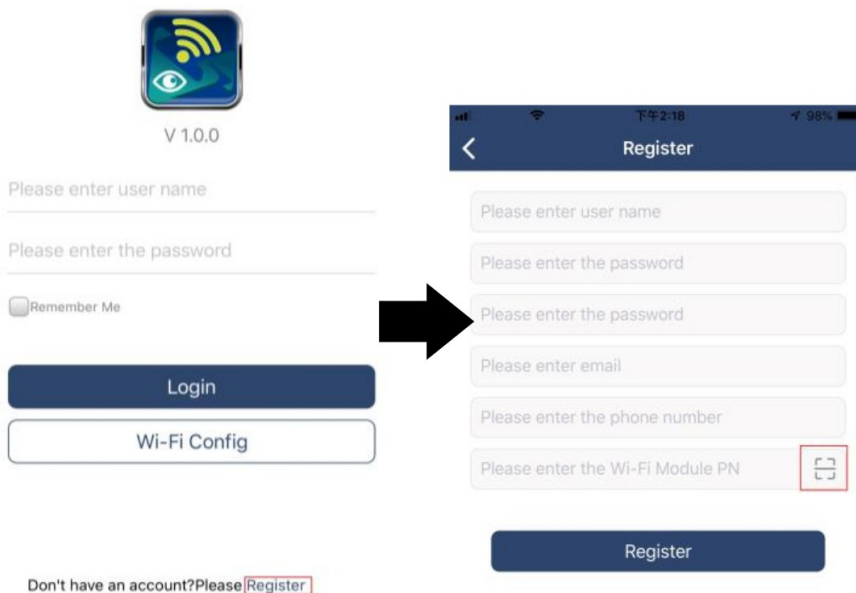 V 1.0.0
Please enter user name
Please enter the password
Remember Me
Login
Wi-Fi Config
Don't have an account?Please Register
下午2:18
98%
Register
Please enter user name
Please enter the password
Please enter the password
Please enter email
Please enter the phone number
Please enter the Wi-Fi Module PN
Register